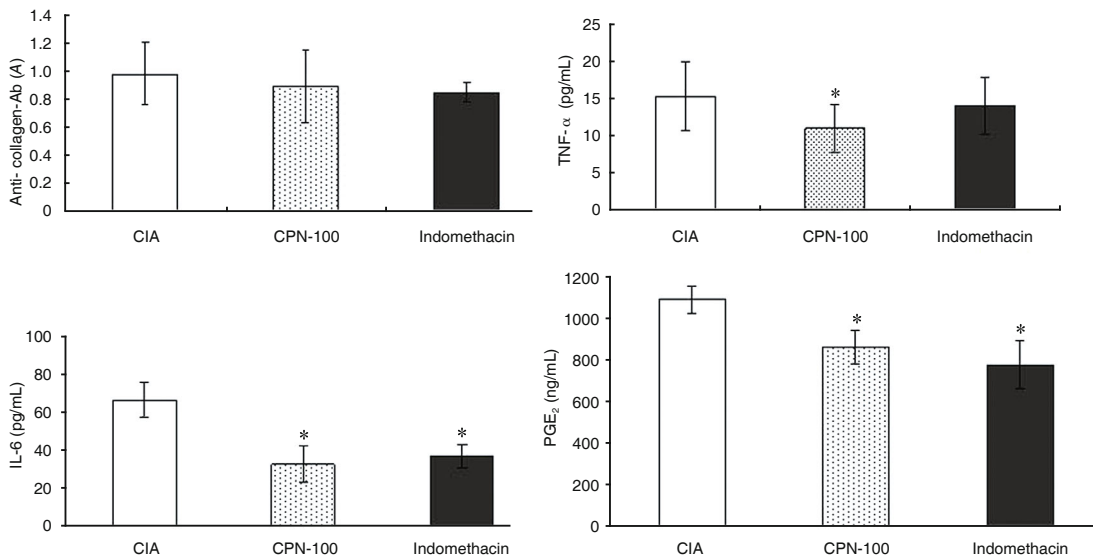 Anti- collagen-Ab (A)
1.4
1.2
1.0
0.8
0.6
0.4
0.2
0
CIA
CPN-100
Indomethacin
TNF- α (pg/mL)
25
20
15
10
5
0
*
CIA
CPN-100
Indomethacin
IL-6 (pg/mL)
100
80
60
40
20
0
*
*
CIA
CPN-100
Indomethacin
PGE₂ (ng/mL)
1200
1000
800
600
400
200
0
*
*
CIA
CPN-100
Indomethacin